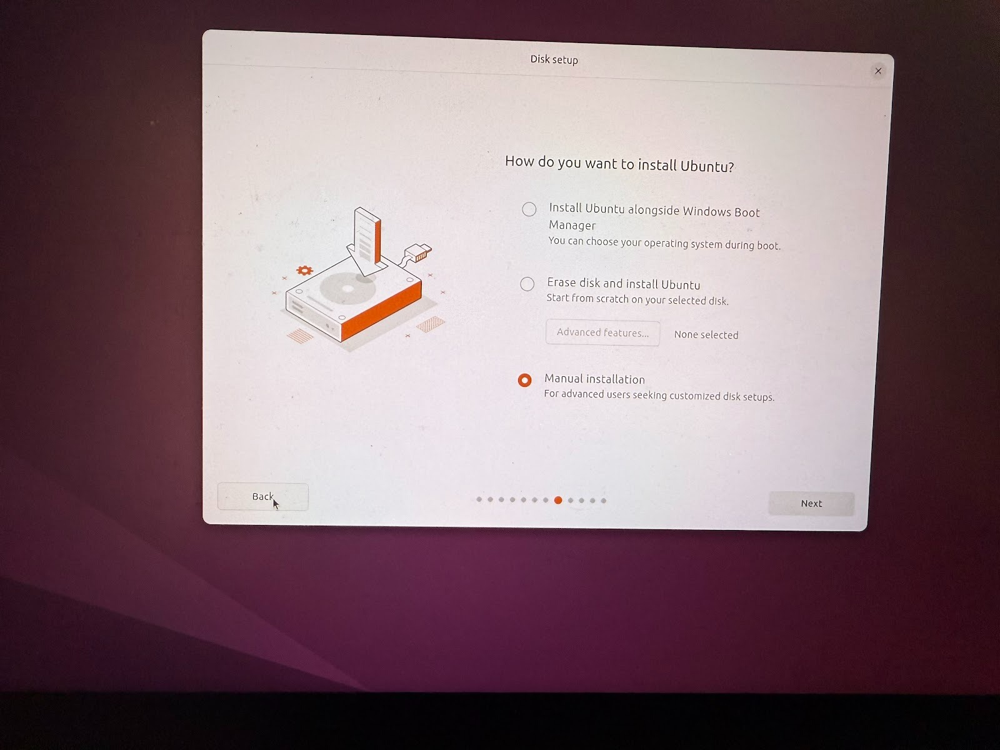 Disk setup
How do you want to install Ubuntu?
Install Ubuntu alongside Windows Boot
Manager
You can choose your operating system during boot.
Erase disk and install Ubuntu
Start from scratch on your selected disk.
Advanced features... None selected
Manual installation
For advanced users seeking customized disk setups.
Back
Next